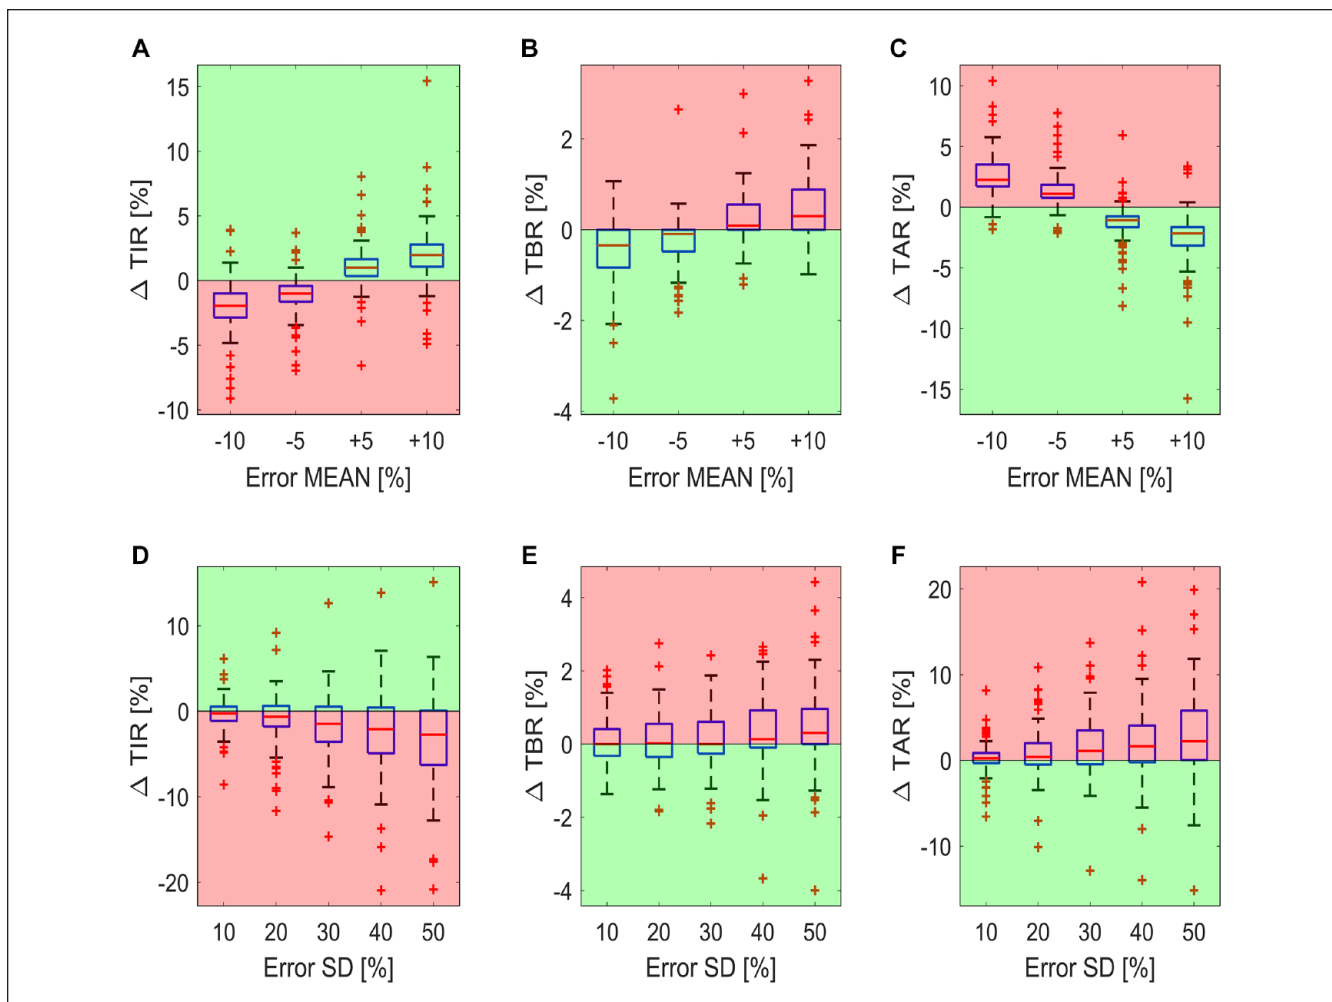 A
B
C
Δ TIR [%]
15
10
5
0
-5
-10
-10 -5 +5 +10
Error MEAN [%]
Δ TBR [%]
2
0
-2
-4
-10 -5 +5 +10
Error MEAN [%]
Δ TAR [%]
10
5
0
-5
-10
-15
-10 -5 +5 +10
Error MEAN [%]
D
E
F
Δ TIR [%]
10
0
-10
-20
10 20 30 40 50
Error SD [%]
Δ TBR [%]
4
2
0
-2
-4
10 20 30 40 50
Error SD [%]
Δ TAR [%]
20
10
0
-10
10 20 30 40 50
Error SD [%]